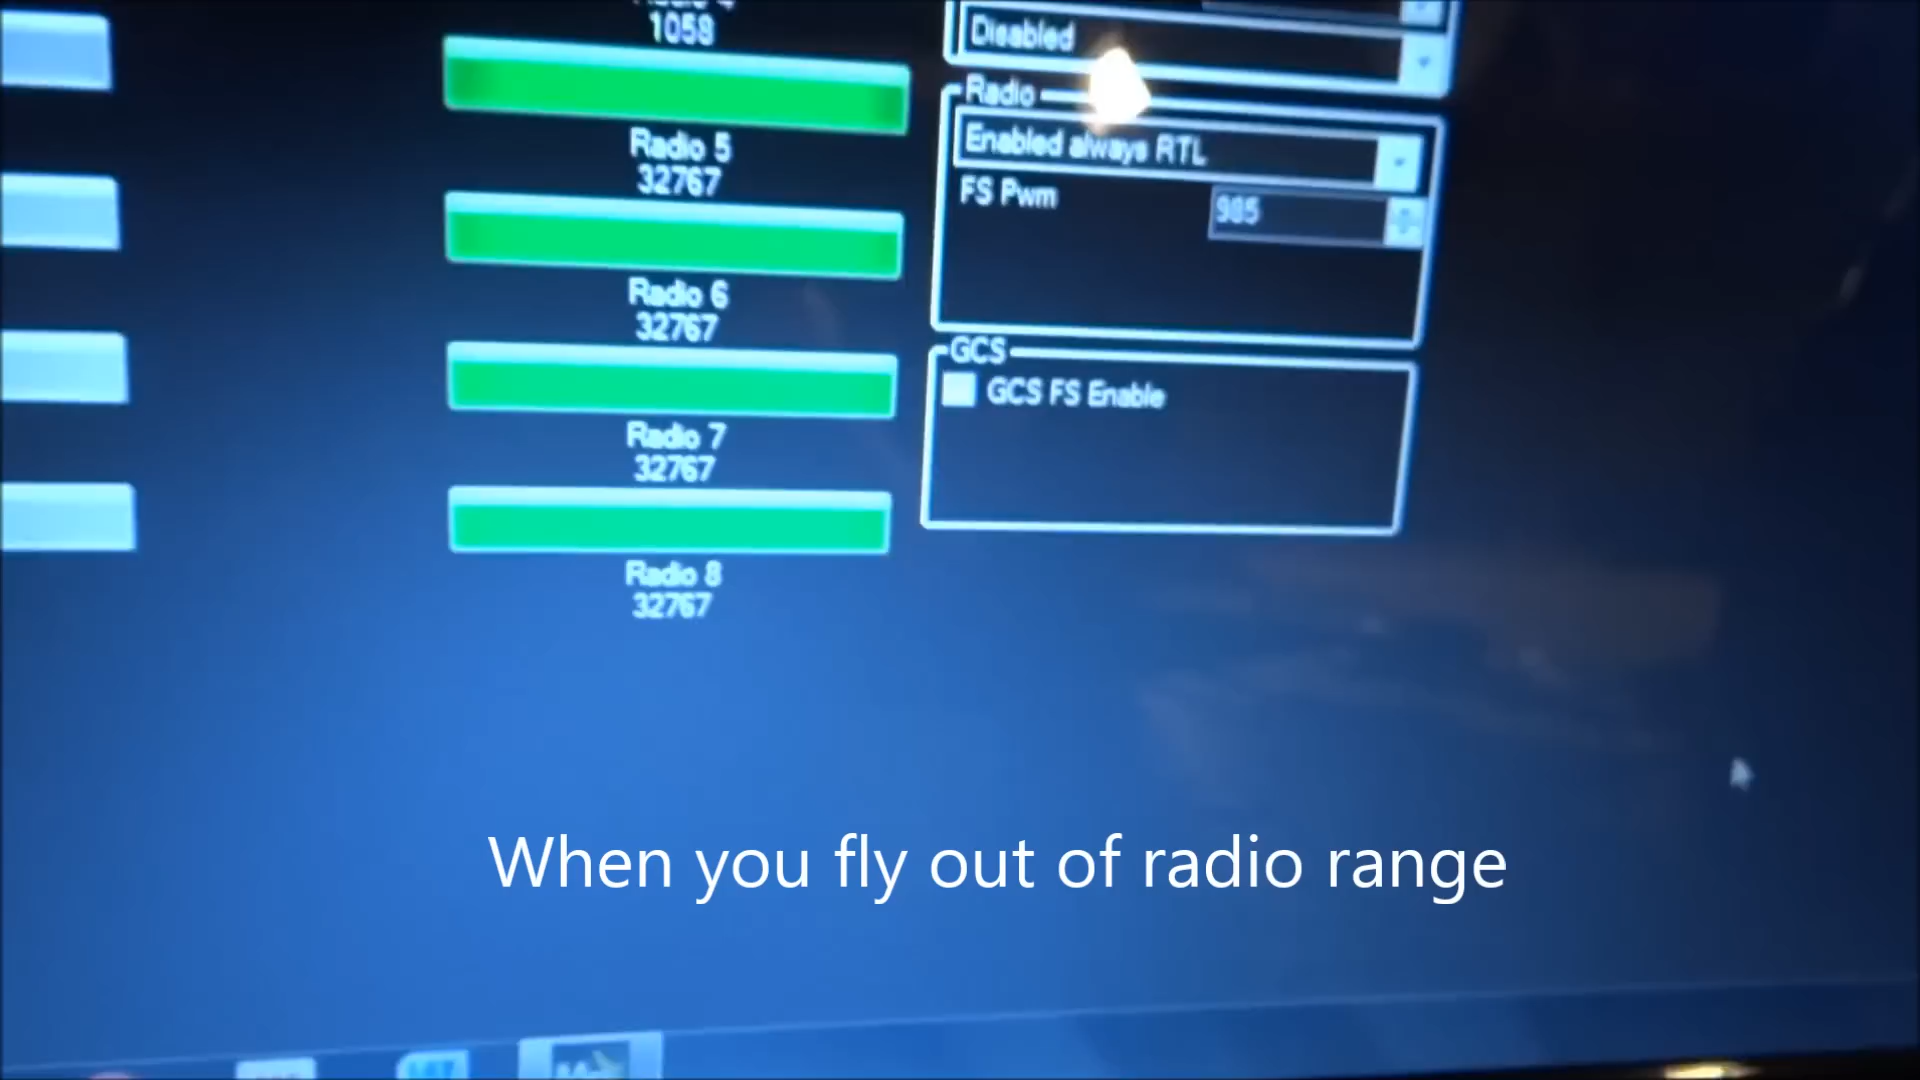 1058
Radio 5
32767
Radio 6
32767
Radio 7
32767
Radio 8
32767
Disabled
Radio
Enabled always RTL
FS Pwm
985
GCS
GCS FS Enable
When you fly out of radio range